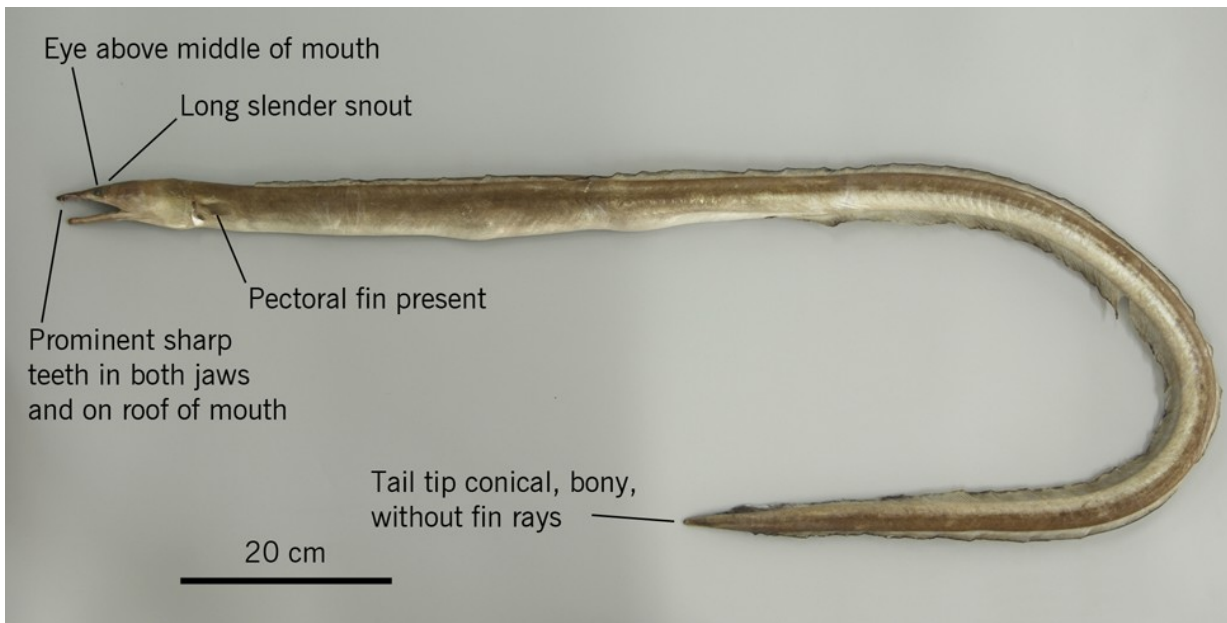 Eye above middle of mouth
Long slender snout
Pectoral fin present
Prominent sharp
teeth in both jaws
and on roof of mouth
Tail tip conical, bony,
without fin rays
20 cm